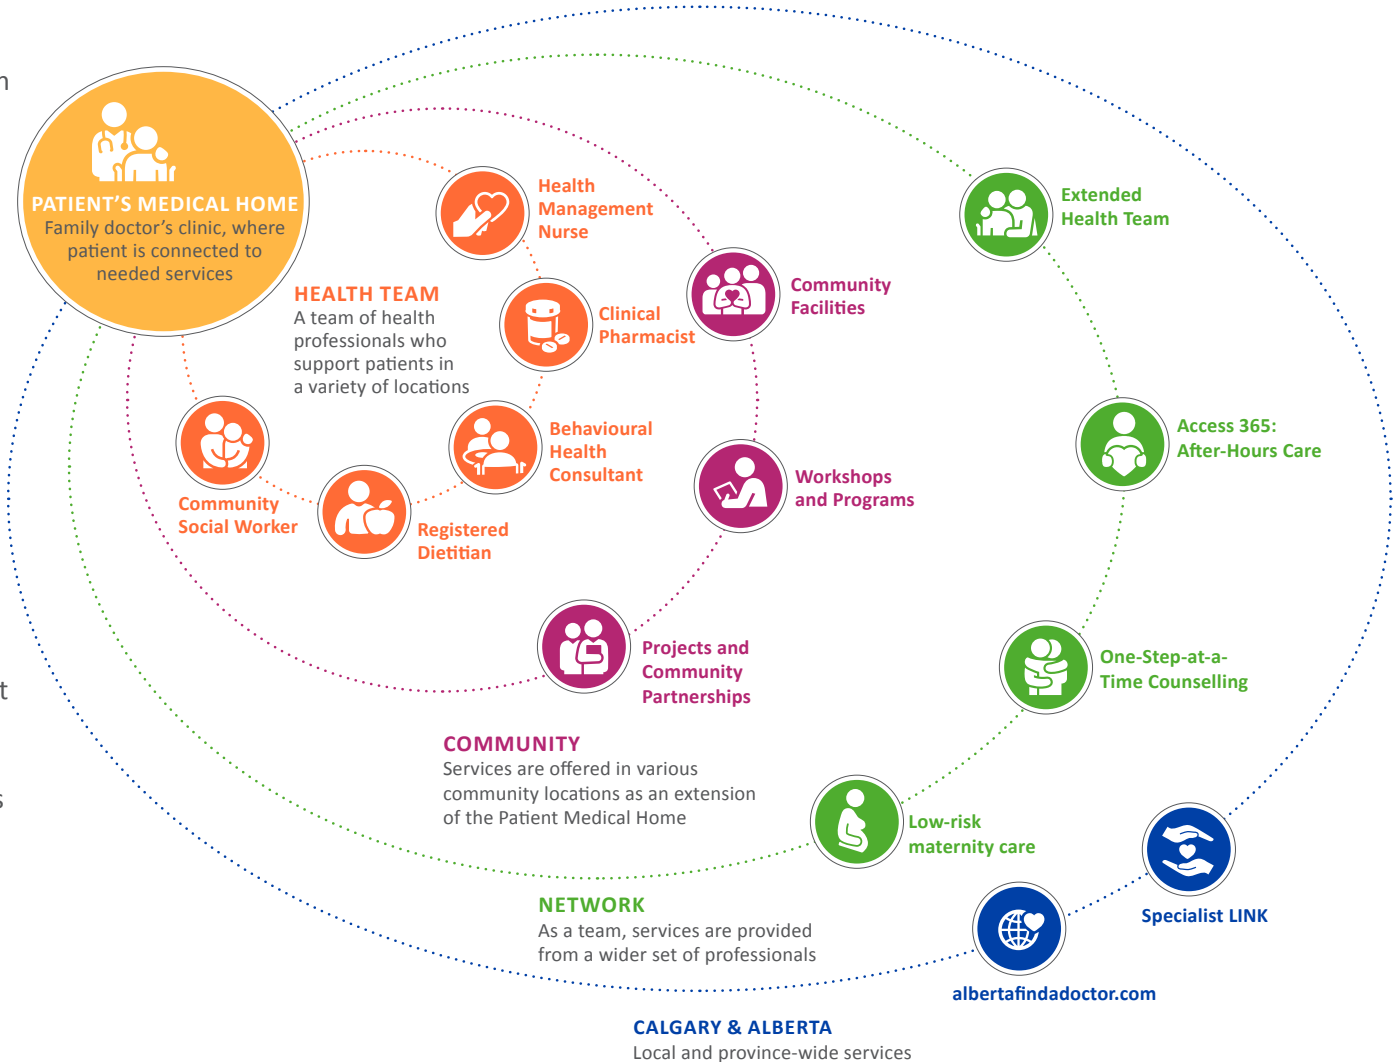 PATIENT'S MEDICAL HOME
Family doctor's clinic, where
patient is connected to
needed services
HEALTH TEAM
A team of health
professionals who
support patients in
a variety of locations
Health
Management
Nurse
Clinical
Pharmacist
Behavioural
Health
Consultant
Registered
Dietitian
Community
Social Worker
Community
Facilities
Workshops
and Programs
Projects and
Community
Partnerships
COMMUNITY
Services are offered in various
community locations as an extension
of the Patient Medical Home
Extended
Health Team
Access 365:
After-Hours Care
One-Step-at-a-
Time Counselling
Low-risk
maternity care
NETWORK
As a team, services are provided
from a wider set of professionals
Specialist LINK
albertafindadoctor.com
CALGARY & ALBERTA
Local and province-wide services